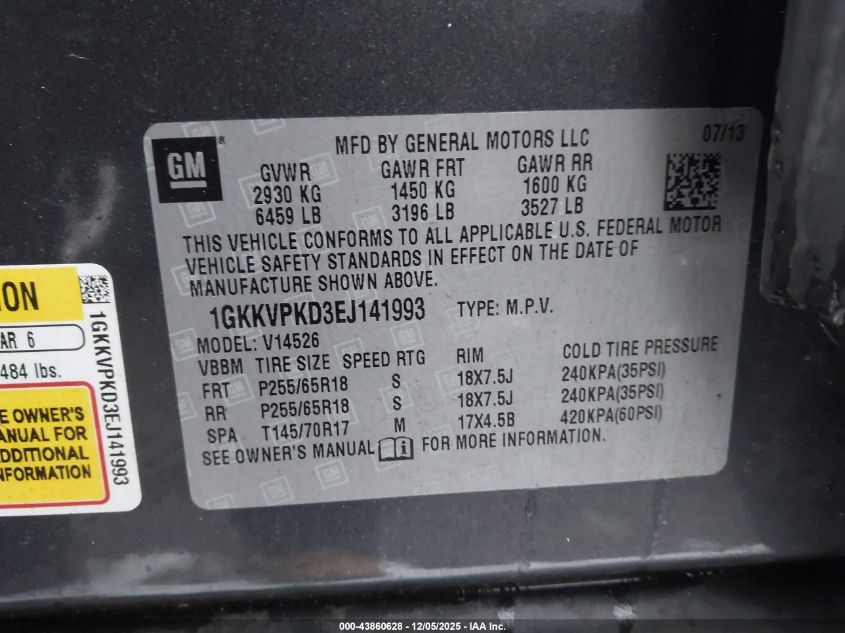 GM
®
MFD BY GENERAL MOTORS LLC
07/13
GVWR GAWR FRT GAWR RR
2930 KG 1450 KG 1600 KG
6459 LB 3196 LB 3527 LB
THIS VEHICLE CONFORMS TO ALL APPLICABLE U.S. FEDERAL MOTOR
VEHICLE SAFETY STANDARDS IN EFFECT ON THE DATE OF
MANUFACTURE SHOWN ABOVE.
1GKKVPKD3EJ141993 TYPE: M.P.V.
MODEL: V14526
VBBM TIRE SIZE SPEED RTG RIM COLD TIRE PRESSURE
FRT P255/65R18 S 18X7.5J 240KPA(35PSI)
RR P255/65R18 S 18X7.5J 240KPA(35PSI)
SPA T145/70R17 M 17X4.5B 420KPA(60PSI)
SEE OWNER'S MANUAL FOR MORE INFORMATION.
ION
AR 6
484 lbs.
E OWNER'S
ANUAL FOR
DDITIONAL
FORMATION
1GKKVPKD3EJ141993
000-43860628 - 12/05/2025 - IAA Inc.